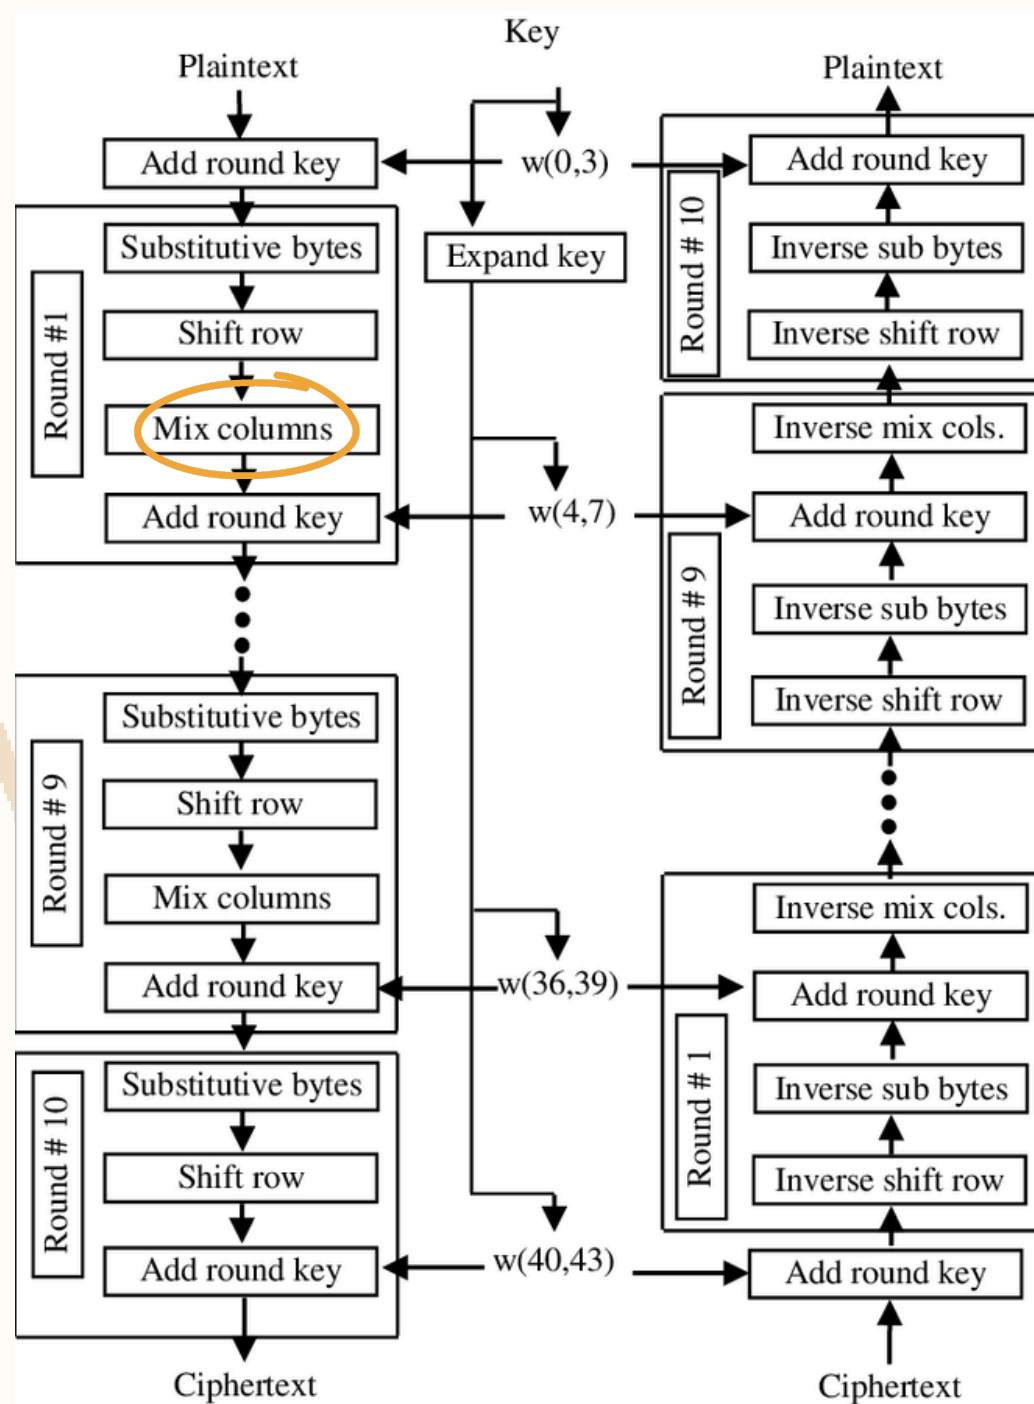 Key
Plaintext
Add round key
Round #1
Substitutive bytes
Shift row
Mix columns
Add round key
Round # 9
Substitutive bytes
Shift row
Mix columns
Add round key
Round # 10
Substitutive bytes
Shift row
Add round key
Ciphertext
w(0,3)
Expand key
w(4,7)
w(36,39)
w(40,43)
Plaintext
Round # 10
Add round key
Inverse sub bytes
Inverse shift row
Round # 9
Inverse mix cols.
Add round key
Inverse sub bytes
Inverse shift row
Round # 1
Inverse mix cols.
Add round key
Inverse sub bytes
Inverse shift row
Add round key
Ciphertext